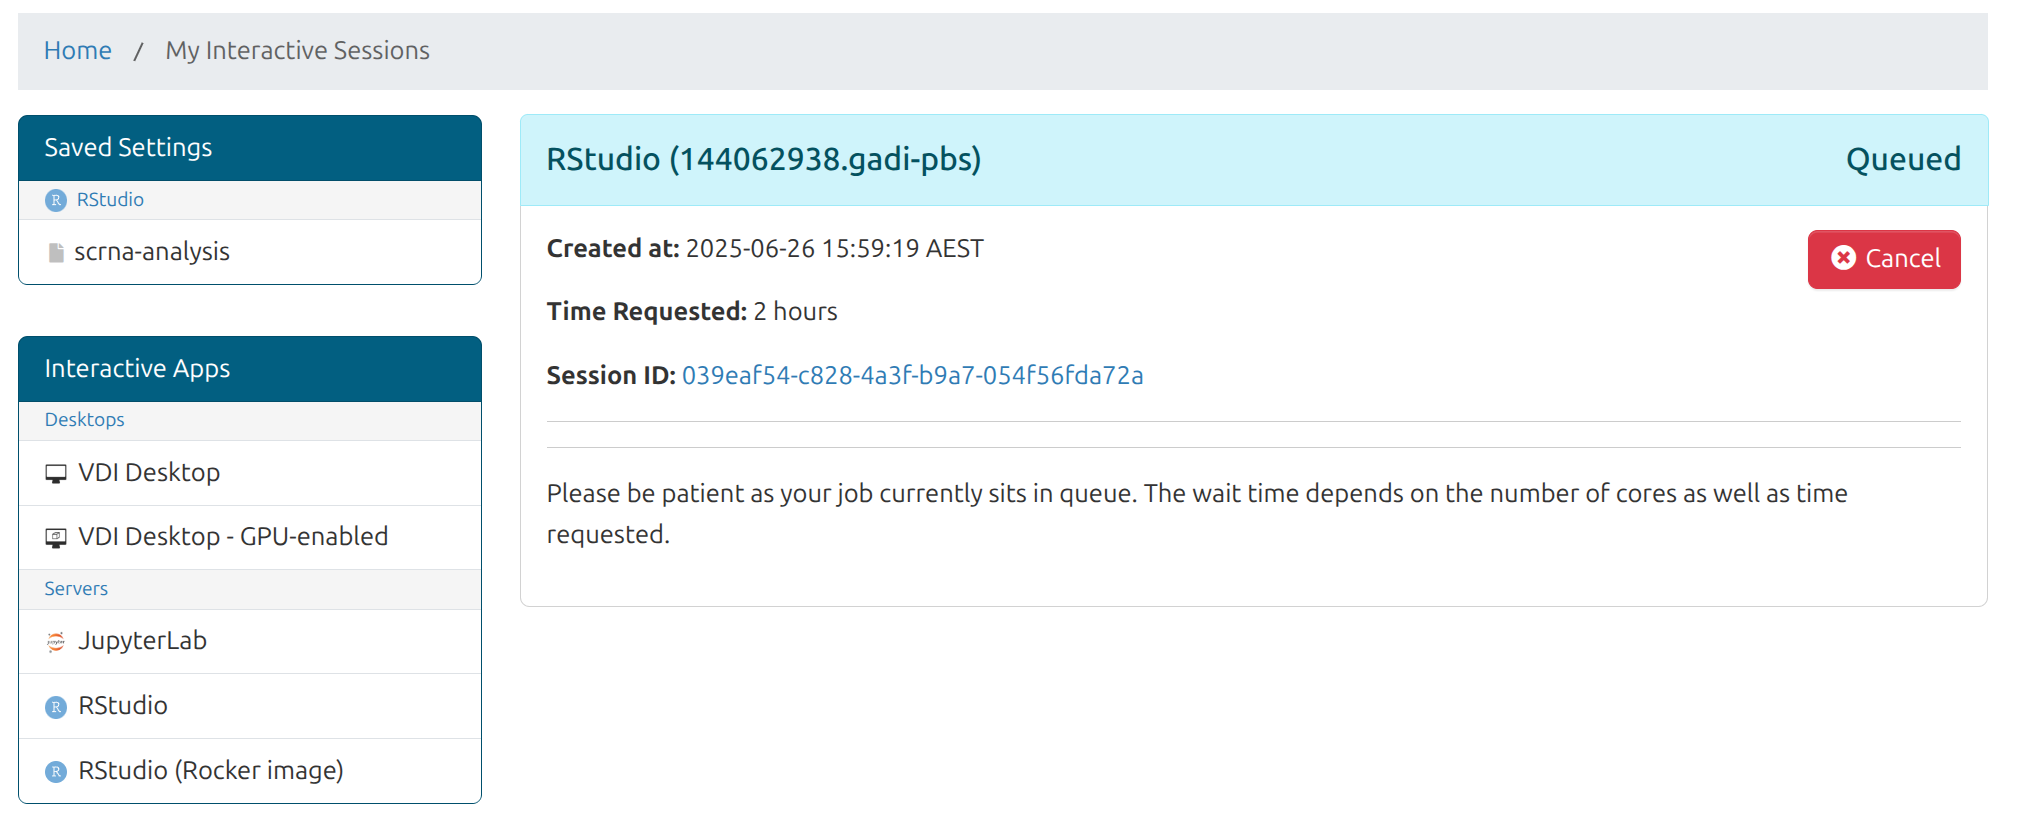 Home / My Interactive Sessions
Saved Settings
RStudio
scrna-analysis
Interactive Apps
Desktops
VDI Desktop
VDI Desktop - GPU-enabled
Servers
JupyterLab
RStudio
RStudio (Rocker image)
RStudio (144062938.gadi-pbs) Queued
Created at: 2025-06-26 15:59:19 AEST
Cancel
Time Requested: 2 hours
Session ID: 039eaf54-c828-4a3f-b9a7-054f56fda72a
Please be patient as your job currently sits in queue. The wait time depends on the number of cores as well as time
requested.